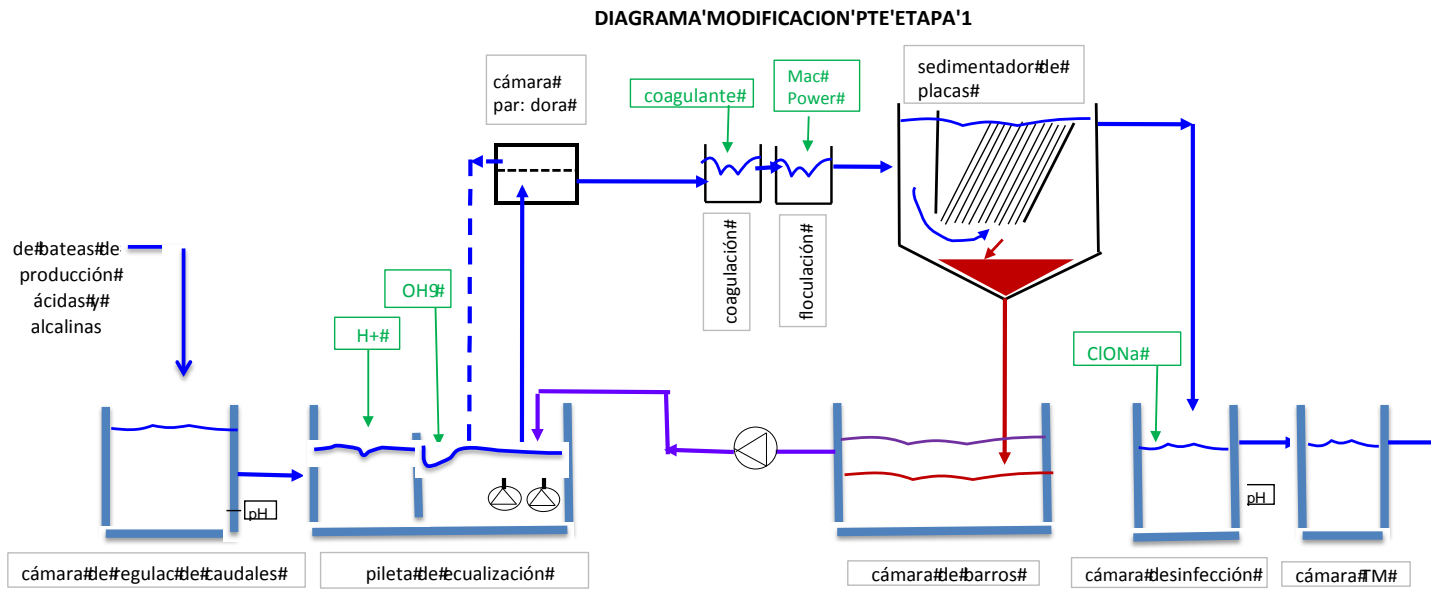 DIAGRAMA'MODIFICACION'PTE'ETAPA'1
cámara#
par: dora#
coagulante#
Mac#
Power#
sedimentador#de#
placas#
de#bateas#de
producción#
ácidas#y#
alcalinas
OH9#
H+#
coagulación#
floculación#
ClONa#
pH
pH
cámara#de#regulac#de#caudales#
pileta#de#ecualización#
cámara#de#barros#
cámara#desinfección#
cámara#TM#